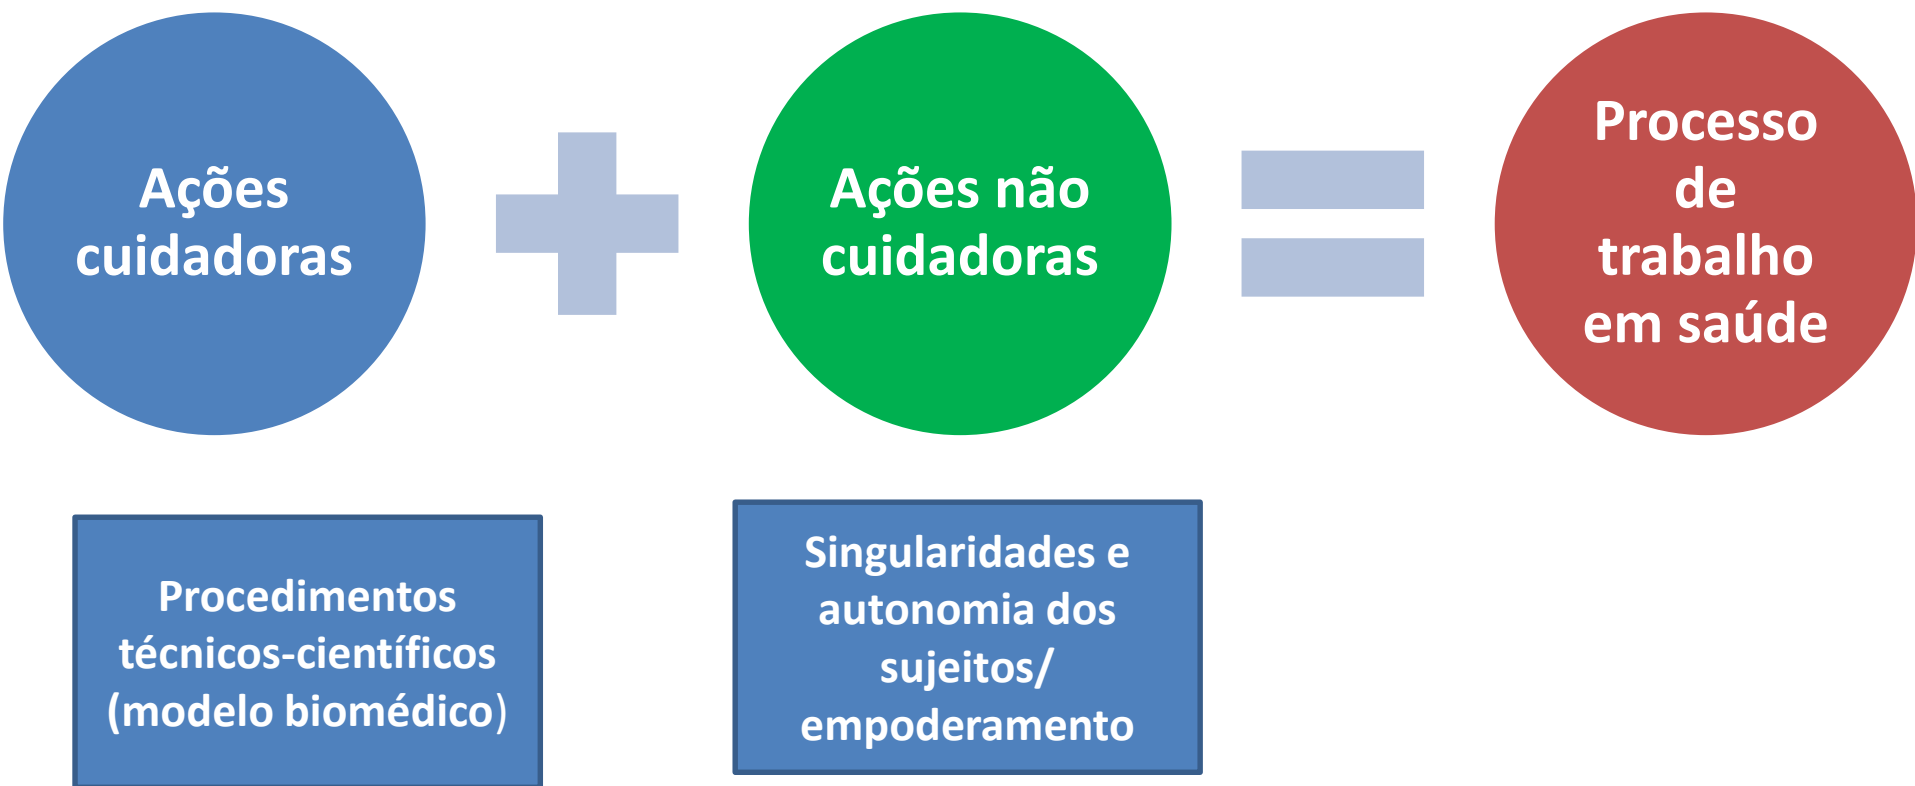 Ações
cuidadoras
Ações não
cuidadoras
Processo
de
trabalho
em saúde
Procedimentos
técnicos-científicos
(modelo biomédico)
Singularidades e
autonomia dos
sujeitos/
empoderamento